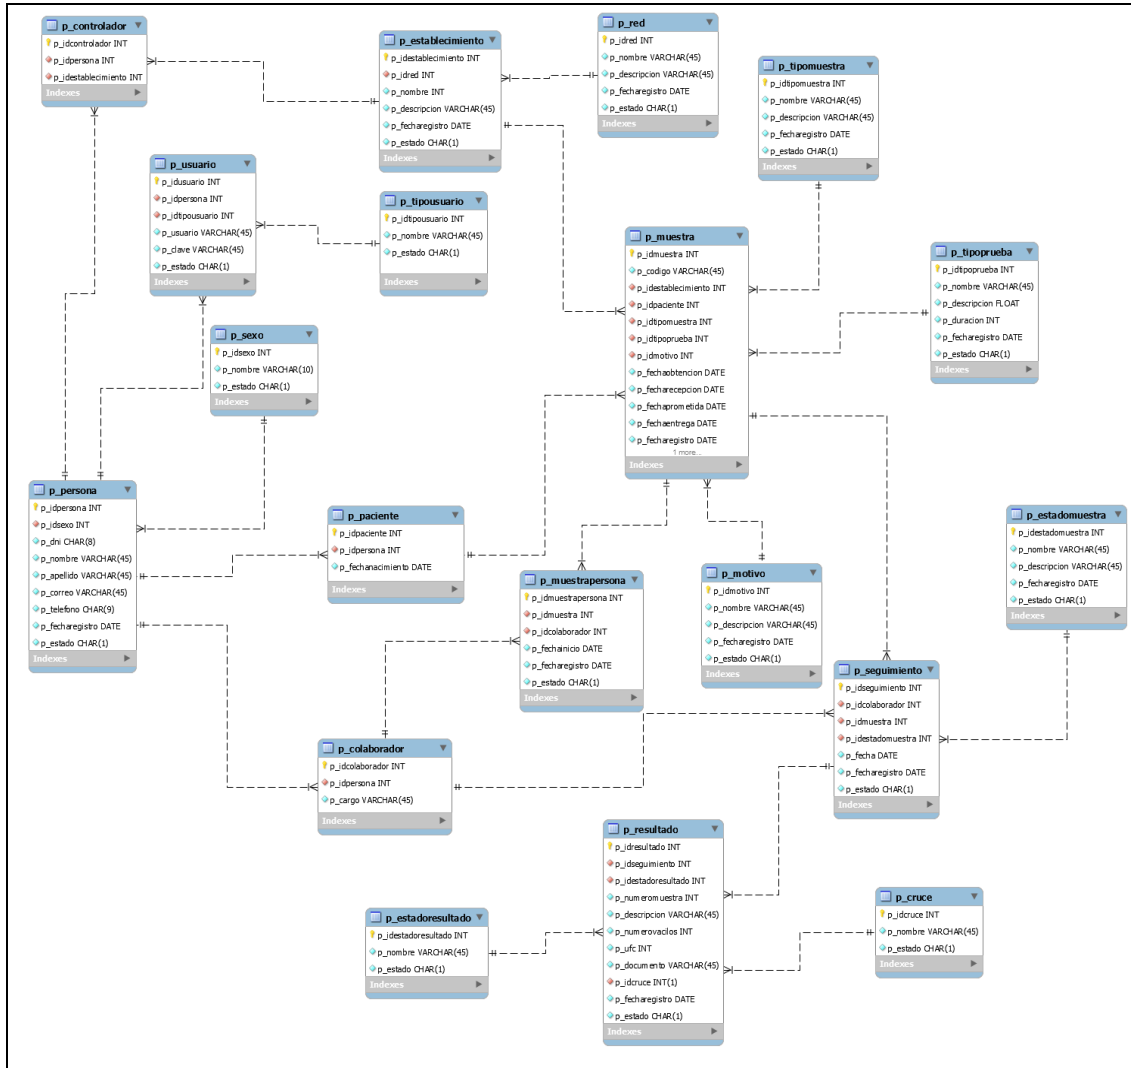 p_controlador
p_idcontrolador INT
p_idpersona INT
p_idestablecimiento INT
Indexes
p_establecimiento
p_idestablecimiento INT
p_idred INT
p_nombre INT
p_descripcion VARCHAR(45)
p_fecharegistro DATE
p_estado CHAR(1)
Indexes
p_red
p_idred INT
p_nombre VARCHAR(45)
p_descripcion VARCHAR(45)
p_fecharegistro DATE
p_estado CHAR(1)
Indexes
p_tipomuestra
p_idtipomuestra INT
p_nombre VARCHAR(45)
p_descripcion VARCHAR(45)
p_fecharegistro DATE
p_estado CHAR(1)
Indexes
p_usuario
p_idusuario INT
p_idpersona INT
p_idtipousuario INT
p_usuario VARCHAR(45)
p_clave VARCHAR(45)
p_estado CHAR(1)
Indexes
p_tipousuario
p_idtipousuario INT
p_nombre VARCHAR(45)
p_estado CHAR(1)
Indexes
p_muestra
p_idmuestra INT
p_codigo VARCHAR(45)
p_idestablecimiento INT
p_idpaciente INT
p_idtipomuestra INT
p_idtipoprueba INT
p_idmotivo INT
p_fechaobtencion DATE
p_fecharecepcion DATE
p_fechaprometida DATE
p_fechaentrega DATE
p_fecharegistro DATE
1 more...
Indexes
p_tipoprueba
p_idtipoprueba INT
p_nombre VARCHAR(45)
p_descripcion FLOAT
p_duracion INT
p_fecharegistro DATE
p_estado CHAR(1)
Indexes
p_sexo
p_idsexo INT
p_nombre VARCHAR(10)
p_estado CHAR(1)
Indexes
p_persona
p_idpersona INT
p_idsexo INT
p_dni CHAR(8)
p_nombre VARCHAR(45)
p_apellido VARCHAR(45)
p_correo VARCHAR(45)
p_telefono CHAR(9)
p_fecharegistro DATE
p_estado CHAR(1)
Indexes
p_paciente
p_idpaciente INT
p_idpersona INT
p_fechanacimiento DATE
Indexes
p_muestrapersona
p_idmuestrapersona INT
p_idmuestra INT
p_idcolaborador INT
p_fechainicio DATE
p_fecharegistro DATE
p_estado CHAR(1)
Indexes
p_motivo
p_idmotivo INT
p_nombre VARCHAR(45)
p_descripcion VARCHAR(45)
p_fecharegistro DATE
p_estado CHAR(1)
Indexes
p_estadomuestra
p_idestadomuestra INT
p_nombre VARCHAR(45)
p_descripcion VARCHAR(45)
p_fecharegistro DATE
p_estado CHAR(1)
Indexes
p_seguimiento
p_idseguimiento INT
p_idcolaborador INT
p_idmuestra INT
p_idestadomuestra INT
p_fecha DATE
p_fecharegistro DATE
p_estado CHAR(1)
Indexes
p_colaborador
p_idcolaborador INT
p_idpersona INT
p_cargo VARCHAR(45)
Indexes
p_resultado
p_idresultado INT
p_idseguimiento INT
p_idestadoresultado INT
p_numeromuestra INT
p_descripcion VARCHAR(45)
p_numerovacilos INT
p_ufc INT
p_documento VARCHAR(45)
p_idcruce INT(1)
p_fecharegistro DATE
p_estado CHAR(1)
Indexes
p_estadoresultado
p_idestadoresultado INT
p_nombre VARCHAR(45)
p_estado CHAR(1)
Indexes
p_cruce
p_idcruce INT
p_nombre VARCHAR(45)
p_estado CHAR(1)
Indexes